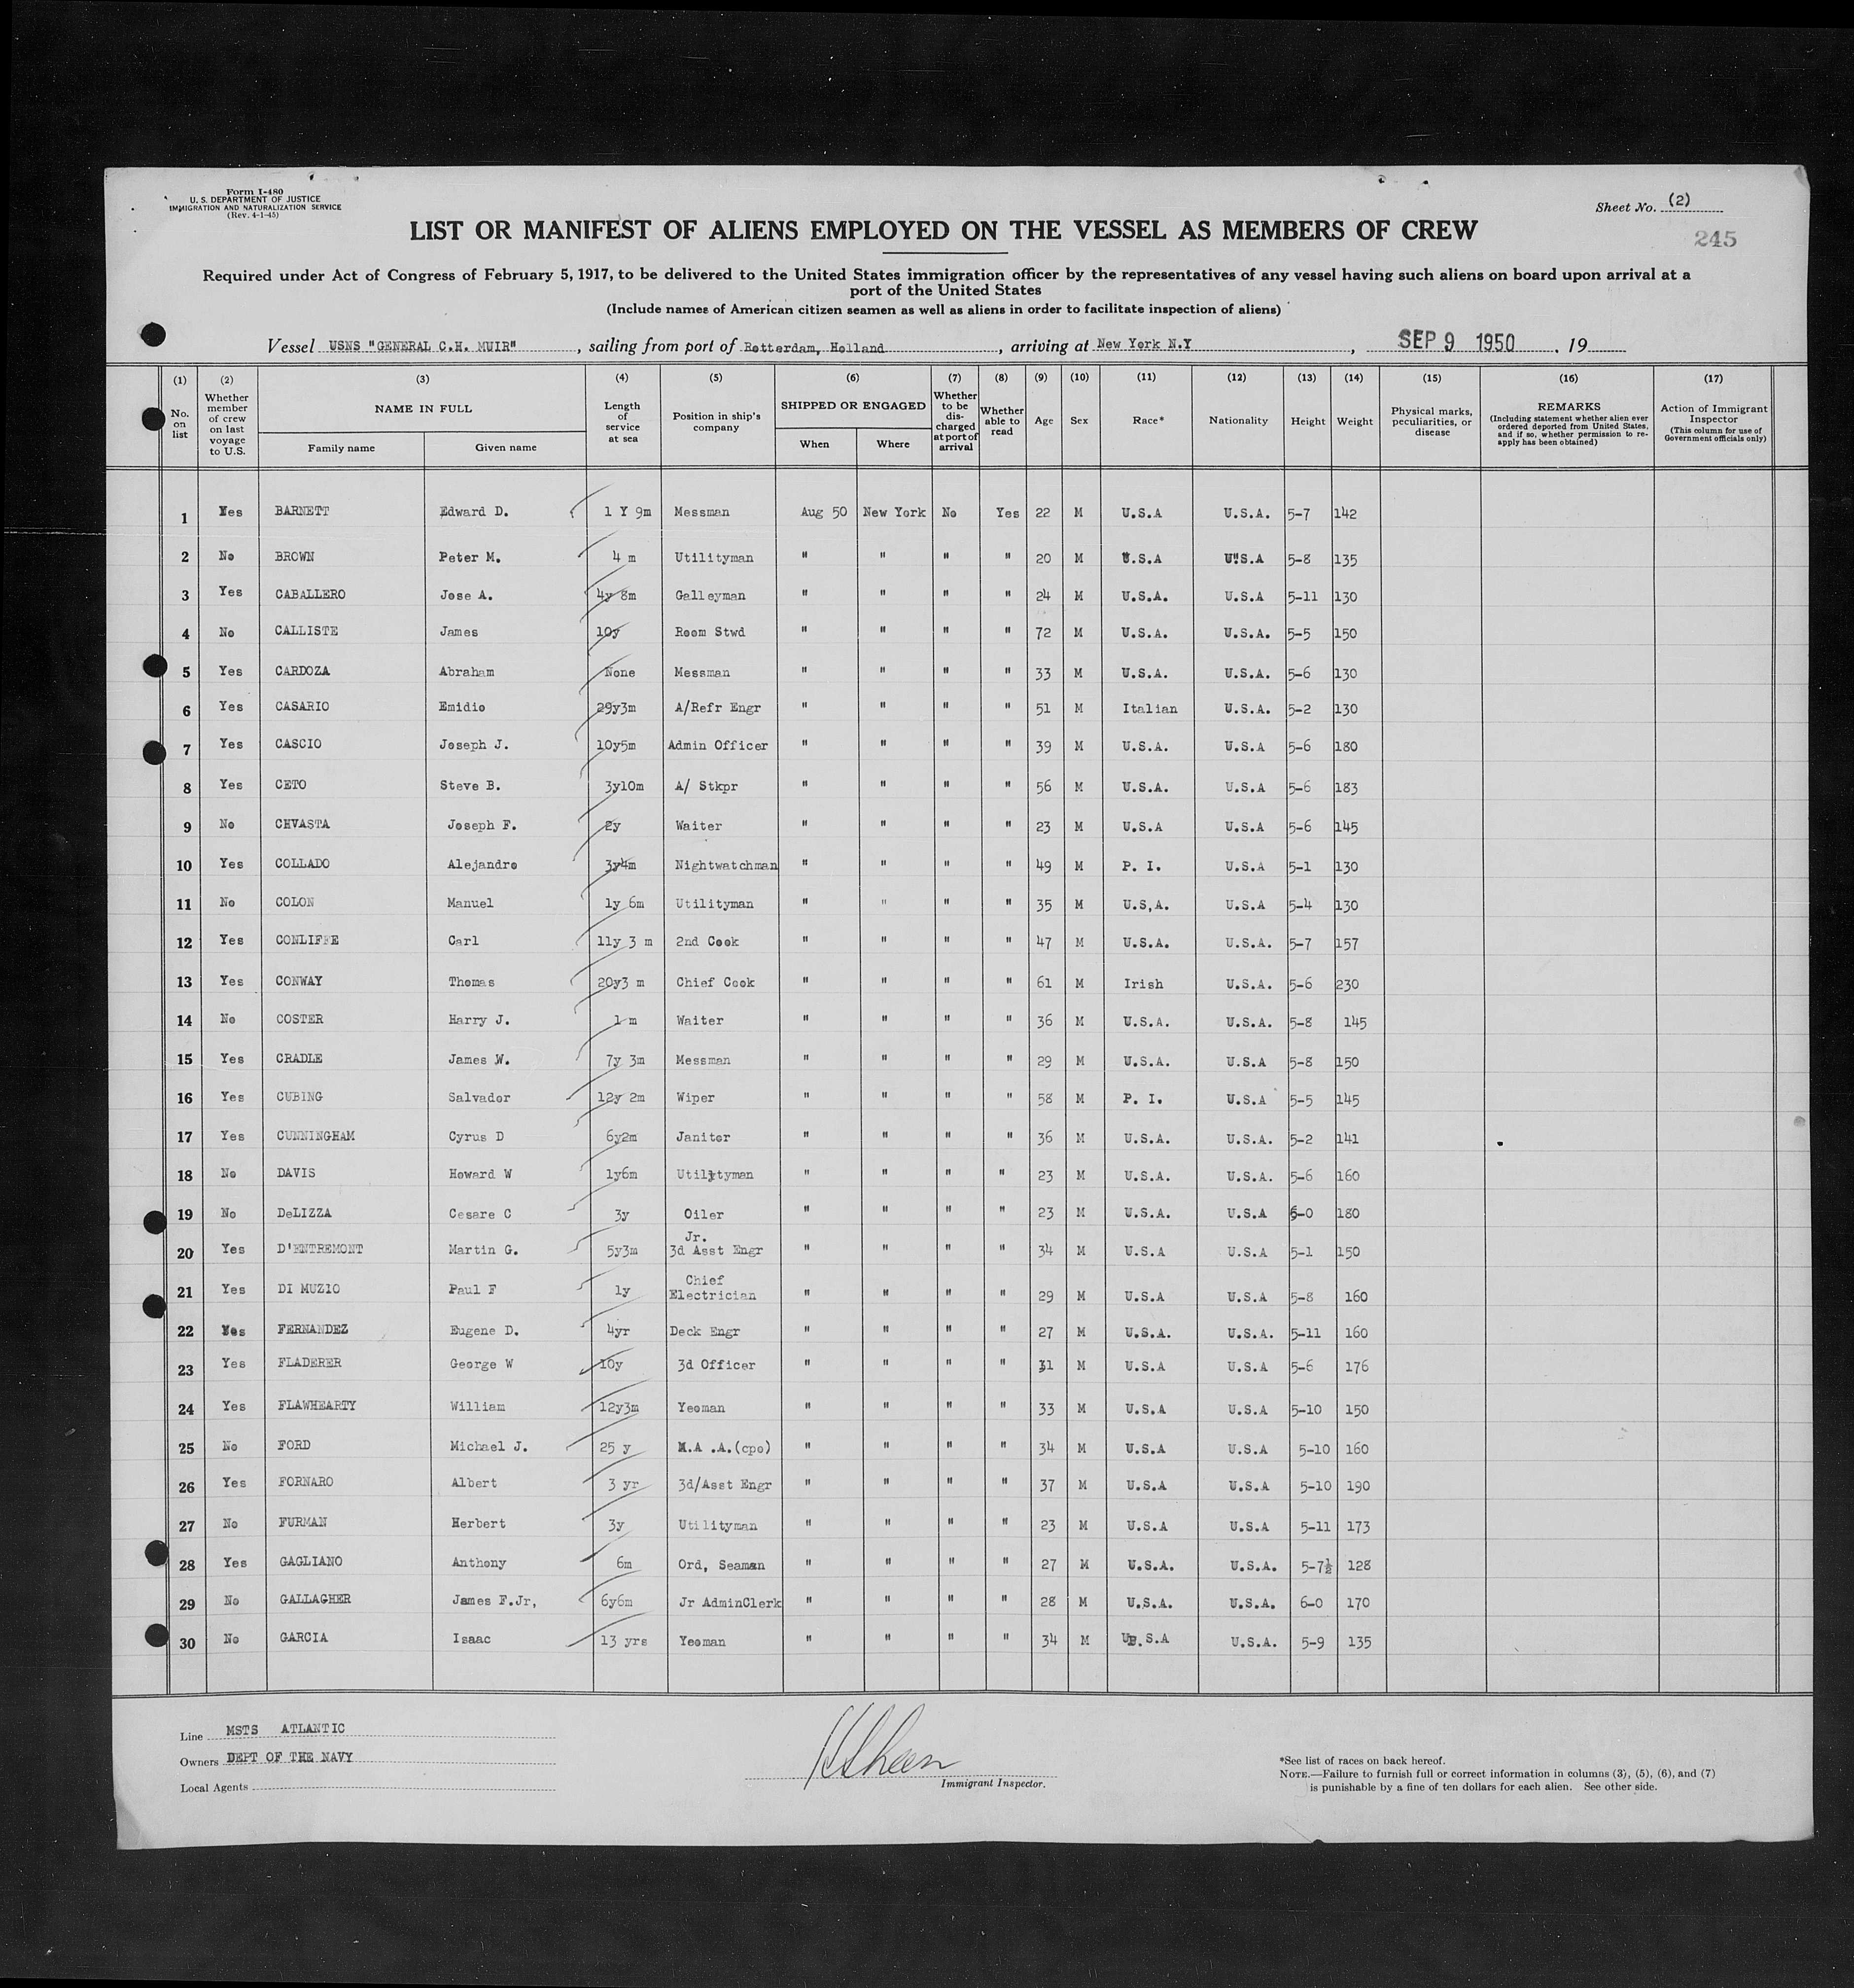 Form I-480
U. S. DEPARTMENT OF JUSTICE
IMMIGRATION AND NATURALIZATION SERVICE
(Rev. 4-1-45)
Sheet No. (2)
245
LIST OR MANIFEST OF ALIENS EMPLOYED ON THE VESSEL AS MEMBERS OF CREW
Required under Act of Congress of February 5, 1917, to be delivered to the United States immigration officer by the representatives of any vessel having such aliens on board upon arrival at a
port of the United States
(Include names of American citizen seamen as well as aliens in order to facilitate inspection of aliens)
Vessel USNS "GENERAL C.H. MUIR", sailing from port of Rotterdam, Holland, arriving at New York N.Y, SEP 9 1950, 19
(1) No. on list (2) Whether member of crew on last voyage to U.S. (3) NAME IN FULL Family name Given name (4) Length of service at sea (5) Position in ship's company (6) SHIPPED OR ENGAGED When Where (7) Whether to be discharged at port of arrival (8) Whether able to read (9) Age (10) Sex (11) Race* (12) Nationality (13) Height (14) Weight (15) Physical marks, peculiarities, or disease (16) REMARKS (Including statement whether alien ever ordered deported from United States, and if so, whether permission to re-apply has been obtained) (17) Action of Immigrant Inspector (This column for use of Government officials only)
1 Yes BARNETT Edward D. 1 Y 9m Messman Aug 50 New York No Yes 22 M U.S.A U.S.A. 5-7 142
2 No BROWN Peter M. 4 m Utilityman " " " " 20 M U.S.A U.S.A 5-8 135
3 Yes CABALLERO Jose A. 4y 8m Galleyman " " " " 24 M U.S.A. U.S.A 5-11 130
4 No CALLISTE James 10y Room Stwd " " " " 72 M U.S.A. U.S.A. 5-5 150
5 Yes CARDOZA Abraham None Messman " " " " 33 M U.S.A. U.S.A. 5-6 130
6 Yes CASARIO Emidio 29y3m A/Refr Engr " " " " 51 M Italian U.S.A. 5-2 130
7 Yes CASCIO Joseph J. 10y5m Admin Officer " " " " 39 M U.S.A. U.S.A 5-6 180
8 Yes CETO Steve B. 3y10m A/ Stkpr " " " " 56 M U.S.A. U.S.A 5-6 183
9 No CHVASTA Joseph F. 2y Waiter " " " " 23 M U.S.A U.S.A 5-6 145
10 Yes COLLADO Alejandro 3y4m Nightwatchman " " " " 49 M P. I. U.S.A 5-1 130
11 No COLON Manuel 1y 6m Utilityman " " " " 35 M U.S,A. U.S.A 5-4 130
12 Yes CONLIFFE Carl 11y 3 m 2nd Cook " " " " 47 M U.S.A. U.S.A. 5-7 157
13 Yes CONWAY Thomas 20y3 m Chief Cook " " " " 61 M Irish U.S.A. 5-6 230
14 No COSTER Harry J. 1 m Waiter " " " " 36 M U.S.A. U.S.A. 5-8 145
15 Yes CRADLE James W. 7y 3m Messman " " " " 29 M U.S.A. U.S.A 5-8 150
16 Yes CUBING Salvador 12y 2m Wiper " " " " 58 M P. I. U.S.A 5-5 145
17 Yes CUNNINGHAM Cyrus D 6y2m Janitor " " " " 36 M U.S.A. U.S.A. 5-2 141
18 No DAVIS Howard W 1y6m Utilityman " " " " 23 M U.S.A. U.S.A. 5-6 160
19 No DeLIZZA Cesare C 3y Oiler " " " " 23 M U.S.A. U.S.A 6-0 180
20 Yes D'ENTREMONT Martin G. 5y3m Jr. 3d Asst Engr " " " " 34 M U.S.A U.S.A 5-1 150
21 Yes DI MUZIO Paul F 1y Chief Electrician " " " " 29 M U.S.A U.S.A 5-8 160
22 Yes FERNANDEZ Eugene D. 4yr Deck Engr " " " " 27 M U.S.A. U.S.A. 5-11 160
23 Yes FLADERER George W 10y 3d Officer " " " " 31 M U.S.A U.S.A 5-6 176
24 Yes FLAWHEARTY William 12y3m Yeoman " " " " 33 M U.S.A U.S.A 5-10 150
25 No FORD Michael J. 25 y M.A .A.(cpo) " " " " 34 M U.S.A U.S.A 5-10 160
26 Yes FORNARO Albert 3 yr 3d/Asst Engr " " " " 37 M U.S.A U.S.A 5-10 190
27 No FURMAN Herbert 3y Utilityman " " " " 23 M U.S.A U.S.A 5-11 173
28 Yes GAGLIANO Anthony 6m Ord, Seaman " " " " 27 M U.S.A. U.S.A. 5-7½ 128
29 No GALLAGHER James F.Jr, 6y6m Jr AdminClerk " " " " 28 M U.S.A. U.S.A. 6-0 170
30 No GARCIA Isaac 13 yrs Yeoman " " " " 34 M U.S.A U.S.A. 5-9 135
Line MSTS ATLANTIC
Owners DEPT OF THE NAVY
Local Agents
Immigrant Inspector.
*See list of races on back hereof.
NOTE.—Failure to furnish full or correct information in columns (3), (5), (6), and (7)
is punishable by a fine of ten dollars for each alien. See other side.